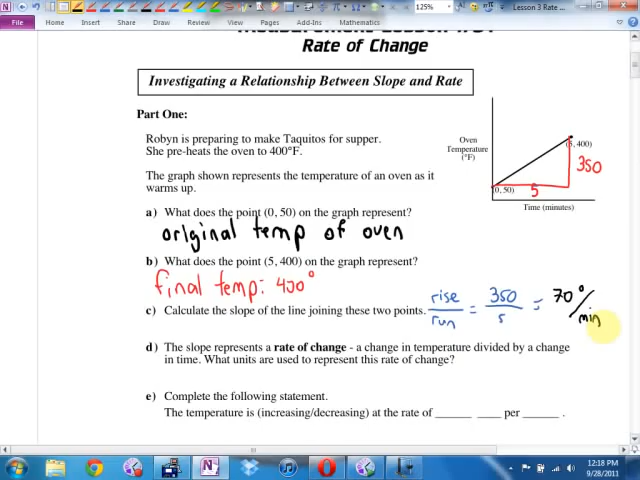 File Home Insert Share Draw Review View Page Layout Add-Ins Mathematics
125%
Lesson 3 Rate ...
Rate of Change
Investigating a Relationship Between Slope and Rate
Part One:
Robyn is preparing to make Taquitos for supper.
She pre-heats the oven to 400°F.
The graph shown represents the temperature of an oven as it
warms up.
Oven
Temperature
(°F)
(5, 400)
350
5
(0, 50)
Time (minutes)
a) What does the point (0, 50) on the graph represent?
original temp of oven
b) What does the point (5, 400) on the graph represent?
final temp: 400°
c) Calculate the slope of the line joining these two points.
rise/run = 350/5 = 70°/min
d) The slope represents a rate of change - a change in temperature divided by a change
in time. What units are used to represent this rate of change?
e) Complete the following statement.
The temperature is (increasing/decreasing) at the rate of ______ ____ per ______ .
12:18 PM
9/28/2011